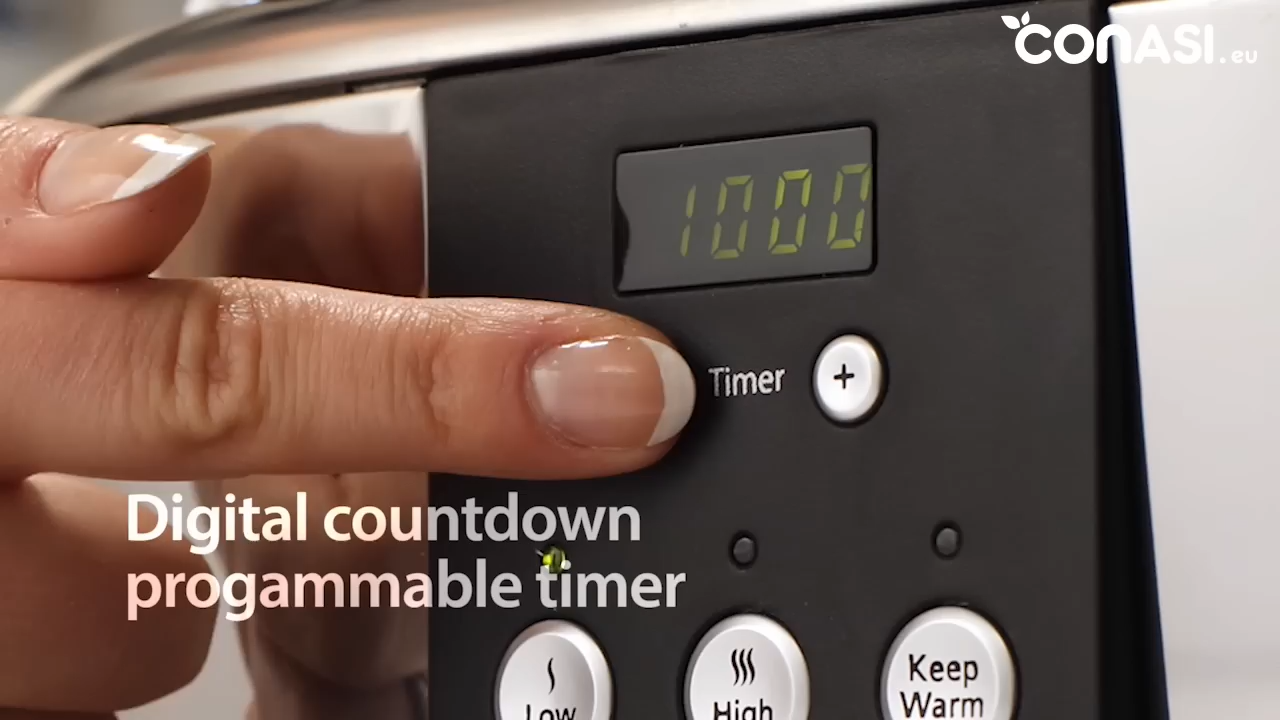 CONASI.eu
1000
Timer +
Digital countdown
progammable timer
Low High Keep
Warm